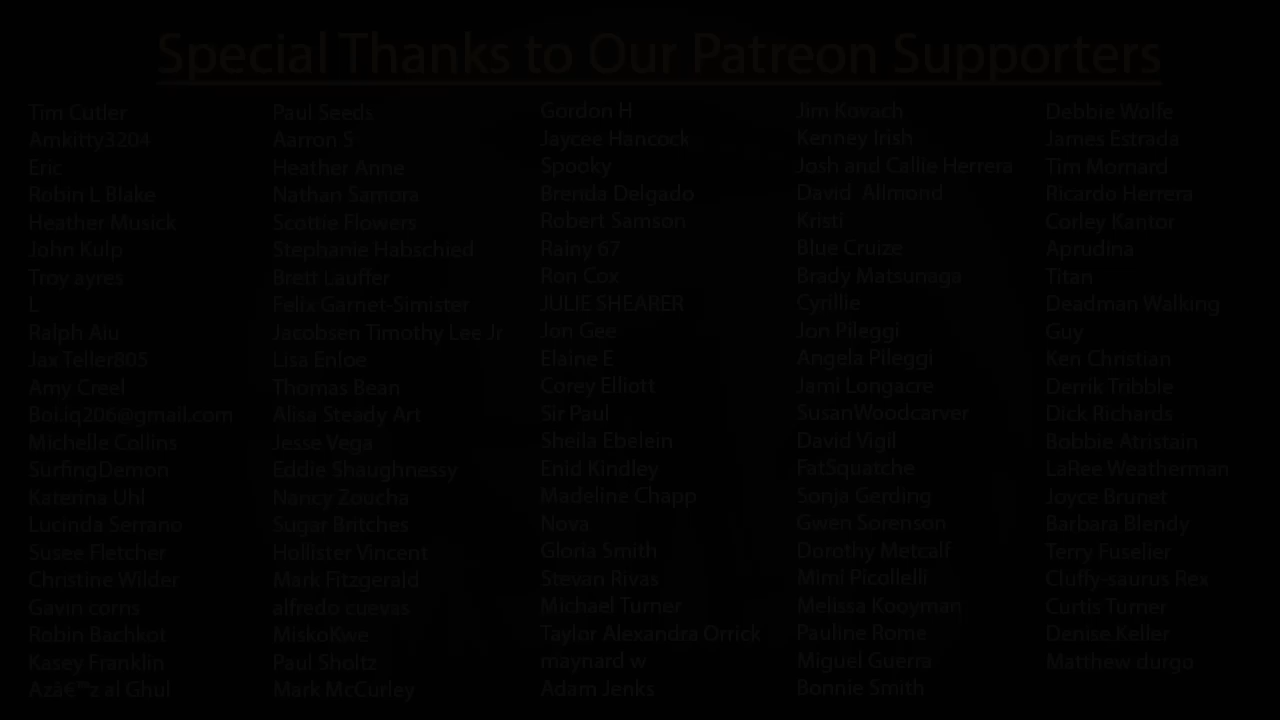 Special Thanks to Our Patreon Supporters
Tim Cutler
Amkitty3204
Eric
Robin L Blake
Heather Musick
John Kulp
Troy ayres
L
Ralph Aiu
Jax Teller805
Amy Creel
Boi.iq206@gmail.com
Michelle Collins
SurfingDemon
Katerina Uhl
Lucinda Serrano
Susee Fletcher
Christine Wilder
Gavin corns
Robin Bachkot
Kasey Franklin
Azâ€™z al Ghul
Paul Seeds
Aarron S
Heather Anne
Nathan Samora
Scottie Flowers
Stephanie Habschied
Brett Lauffer
Felix Garnet-Simister
Jacobsen Timothy Lee Jr
Lisa Enloe
Thomas Bean
Alisa Steady Art
Jesse Vega
Eddie Shaughnessy
Nancy Zoucha
Sugar Britches
Hollister Vincent
Mark Fitzgerald
alfredo cuevas
MiskoKwe
Paul Sholtz
Mark McCurley
Gordon H
Jaycee Hancock
Spooky
Brenda Delgado
Robert Samson
Rainy 67
Ron Cox
JULIE SHEARER
Jon Gee
Elaine E
Corey Elliott
Sir Paul
Sheila Ebelein
Enid Kindley
Madeline Chapp
Nova
Gloria Smith
Stevan Rivas
Michael Turner
Taylor Alexandra Orrick
maynard w
Adam Jenks
Jim Kovach
Kenney Irish
Josh and Callie Herrera
David  Allmond
Kristi
Blue Cruize
Brady Matsunaga
Cyrillie
Jon Pileggi
Angela Pileggi
Jami Longacre
SusanWoodcarver
David Vigil
FatSquatche
Sonja Gerding
Gwen Sorenson
Dorothy Metcalf
Mimi Picollelli
Melissa Kooyman
Pauline Rome
Miguel Guerra
Bonnie Smith
Debbie Wolfe
James Estrada
Tim Mornard
Ricardo Herrera
Corley Kantor
Aprudina
Titan
Deadman Walking
Guy
Ken Christian
Derrik Tribble
Dick Richards
Bobbie Atristain
LaRee Weatherman
Joyce Brunet
Barbara Blendy
Terry Fuselier
Cluffy-saurus Rex
Curtis Turner
Denise Keller
Matthew durgo